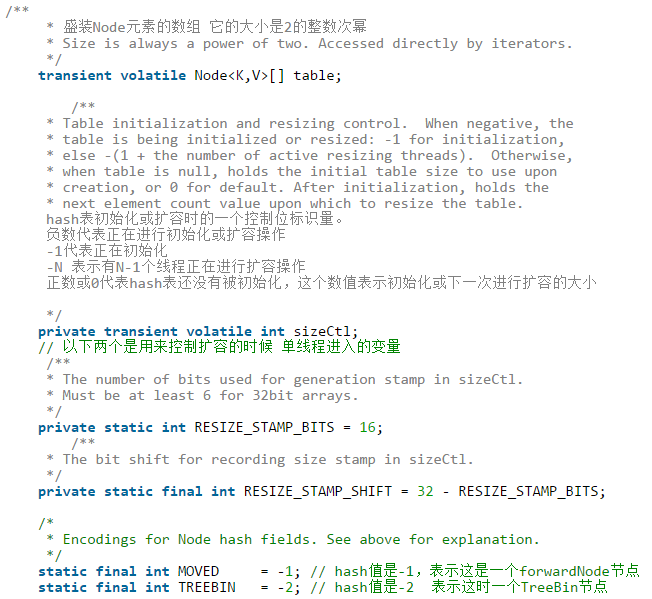 /**
* 盛装Node元素的数组 它的大小是2的整数次幂
* Size is always a power of two. Accessed directly by iterators.
*/
transient volatile Node<K,V>[] table;
/**
* Table initialization and resizing control.  When negative, the
* table is being initialized or resized: -1 for initialization,
* else -(1 + the number of active resizing threads).  Otherwise,
* when table is null, holds the initial table size to use upon
* creation, or 0 for default. After initialization, holds the
* next element count value upon which to resize the table.
hash表初始化或扩容时的一个控制位标识量。
负数代表正在进行初始化或扩容操作
-1代表正在初始化
-N 表示有N-1个线程正在进行扩容操作
正数或0代表hash表还没有被初始化，这个数值表示初始化或下一次进行扩容的大小
*/
private transient volatile int sizeCtl;
// 以下两个是用来控制扩容的时候 单线程进入的变量
/**
* The number of bits used for generation stamp in sizeCtl.
* Must be at least 6 for 32bit arrays.
*/
private static int RESIZE_STAMP_BITS = 16;
/**
* The bit shift for recording size stamp in sizeCtl.
*/
private static final int RESIZE_STAMP_SHIFT = 32 - RESIZE_STAMP_BITS;
/*
* Encodings for Node hash fields. See above for explanation.
*/
static final int MOVED     = -1; // hash值是-1，表示这是一个forwardNode节点
static final int TREEBIN   = -2; // hash值是-2  表示这时一个TreeBin节点